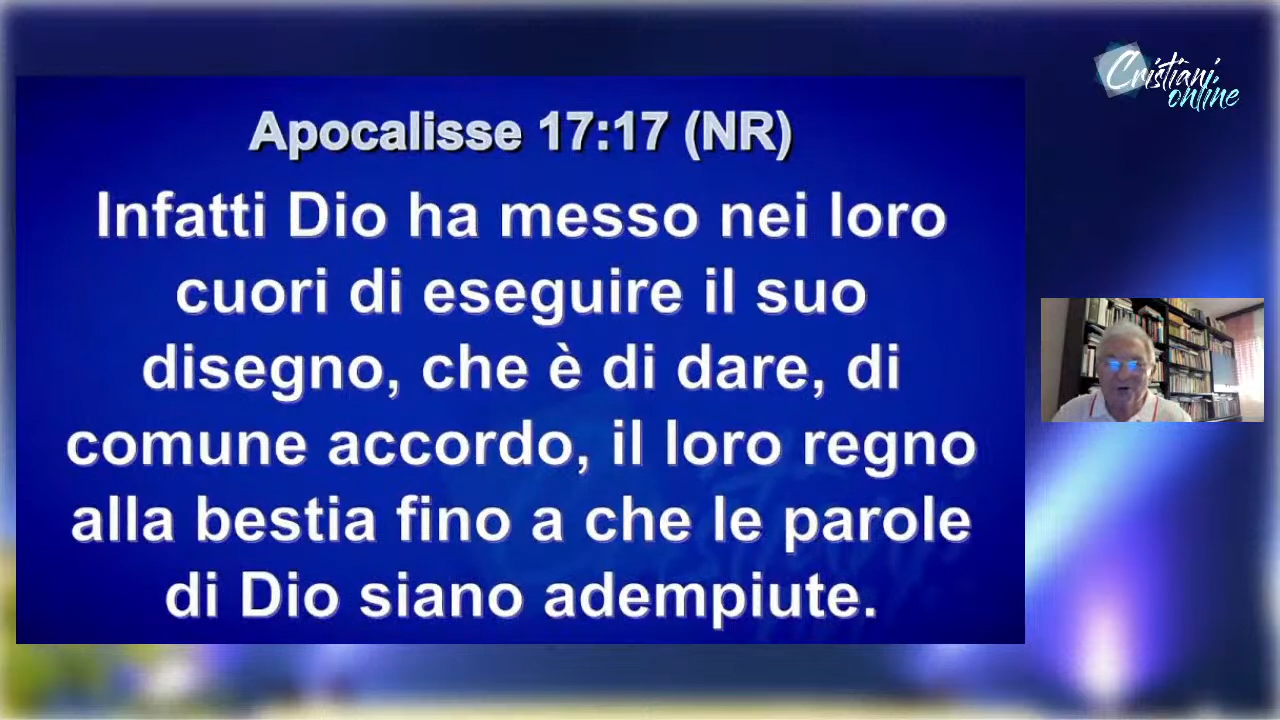 Cristiani
online
Apocalisse 17:17 (NR)
Infatti Dio ha messo nei loro
cuori di eseguire il suo
disegno, che è di dare, di
comune accordo, il loro regno
alla bestia fino a che le parole
di Dio siano adempiute.